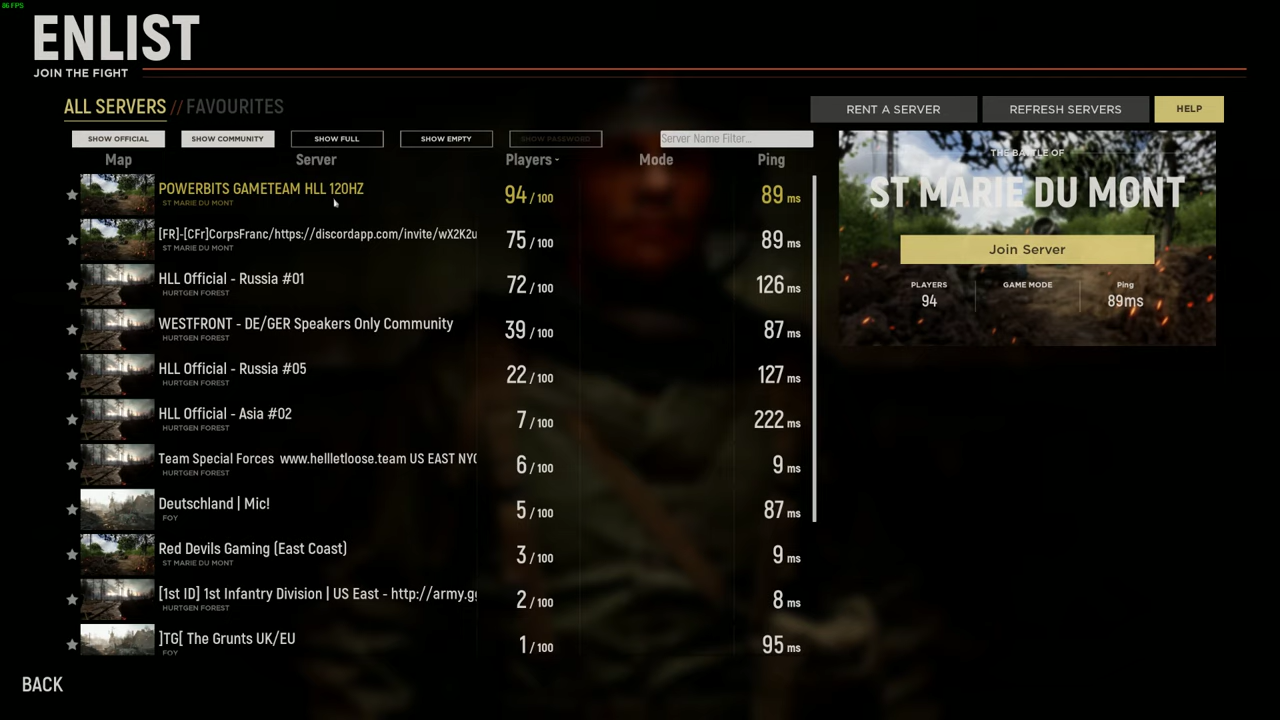 86 FPS
ENLIST
JOIN THE FIGHT
ALL SERVERS // FAVOURITES
RENT A SERVER
REFRESH SERVERS
HELP
SHOW OFFICIAL
SHOW COMMUNITY
SHOW FULL
SHOW EMPTY
SHOW PASSWORD
Server Name Filter...
Map Server Players - Mode Ping
POWERBITS GAMETEAM HLL 120HZ
ST MARIE DU MONT
94 / 100 89 ms
[FR]-[CFr]CorpsFranc/https://discordapp.com/invite/wX2K2u
ST MARIE DU MONT
75 / 100 89 ms
HLL Official - Russia #01
HURTGEN FOREST
72 / 100 126 ms
WESTFRONT - DE/GER Speakers Only Community
HURTGEN FOREST
39 / 100 87 ms
HLL Official - Russia #05
HURTGEN FOREST
22 / 100 127 ms
HLL Official - Asia #02
HURTGEN FOREST
7 / 100 222 ms
Team Special Forces www.hellletloose.team US EAST NYC
HURTGEN FOREST
6 / 100 9 ms
Deutschland | Mic!
FOY
5 / 100 87 ms
Red Devils Gaming (East Coast)
ST MARIE DU MONT
3 / 100 9 ms
[1st ID] 1st Infantry Division | US East - http://army.g
HURTGEN FOREST
2 / 100 8 ms
]TG[ The Grunts UK/EU
FOY
1 / 100 95 ms
THE BATTLE OF
ST MARIE DU MONT
Join Server
PLAYERS GAME MODE Ping
94 89ms
BACK